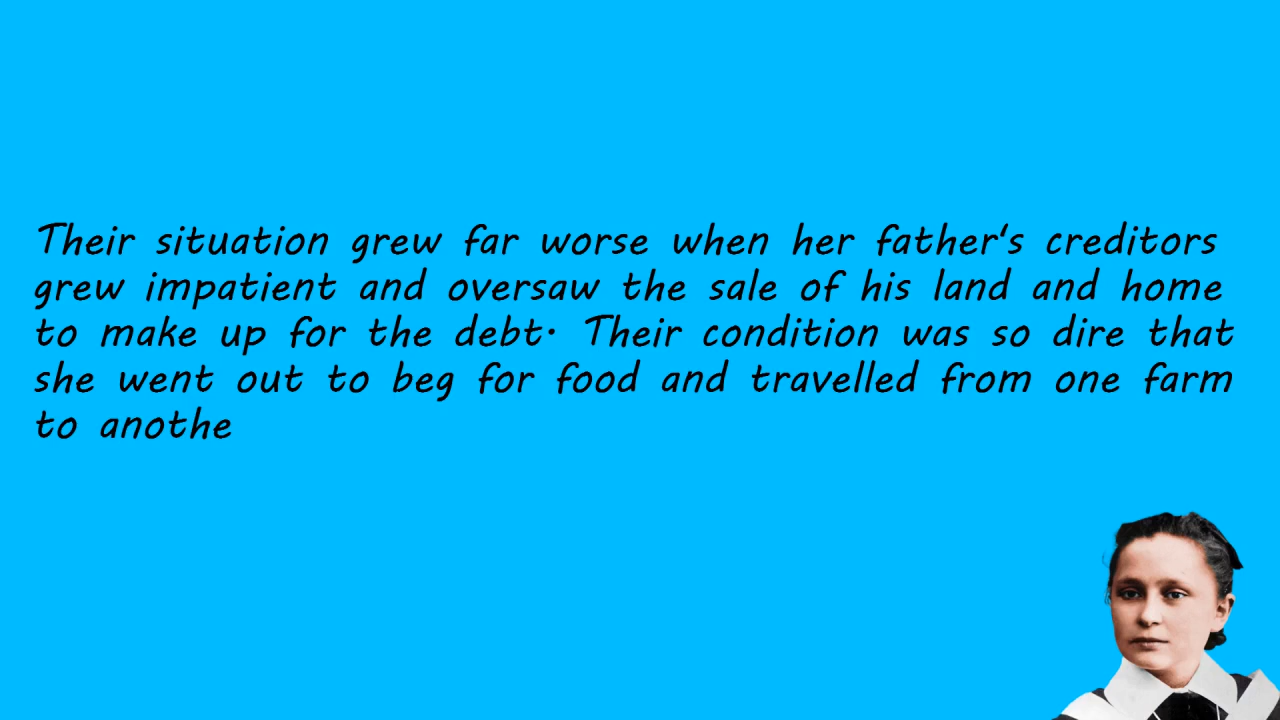 Their situation grew far worse when her father's creditors
grew impatient and oversaw the sale of his land and home
to make up for the debt. Their condition was so dire that
she went out to beg for food and travelled from one farm
to anothe